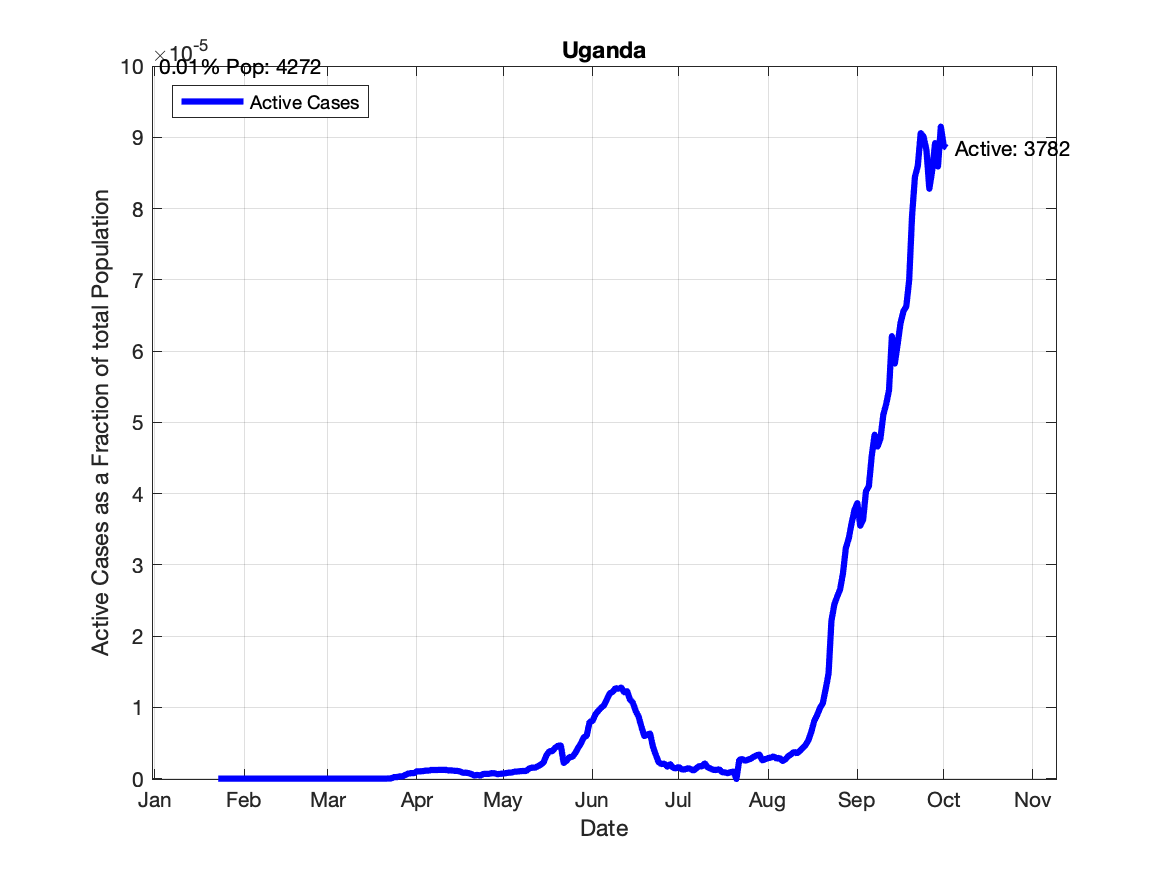 Uganda
×10-5
0.01% Pop: 4272
Active Cases
Active: 3782
10
9
8
7
6
5
4
3
2
1
0
Active Cases as a Fraction of total Population
Jan Feb Mar Apr May Jun Jul Aug Sep Oct Nov
Date